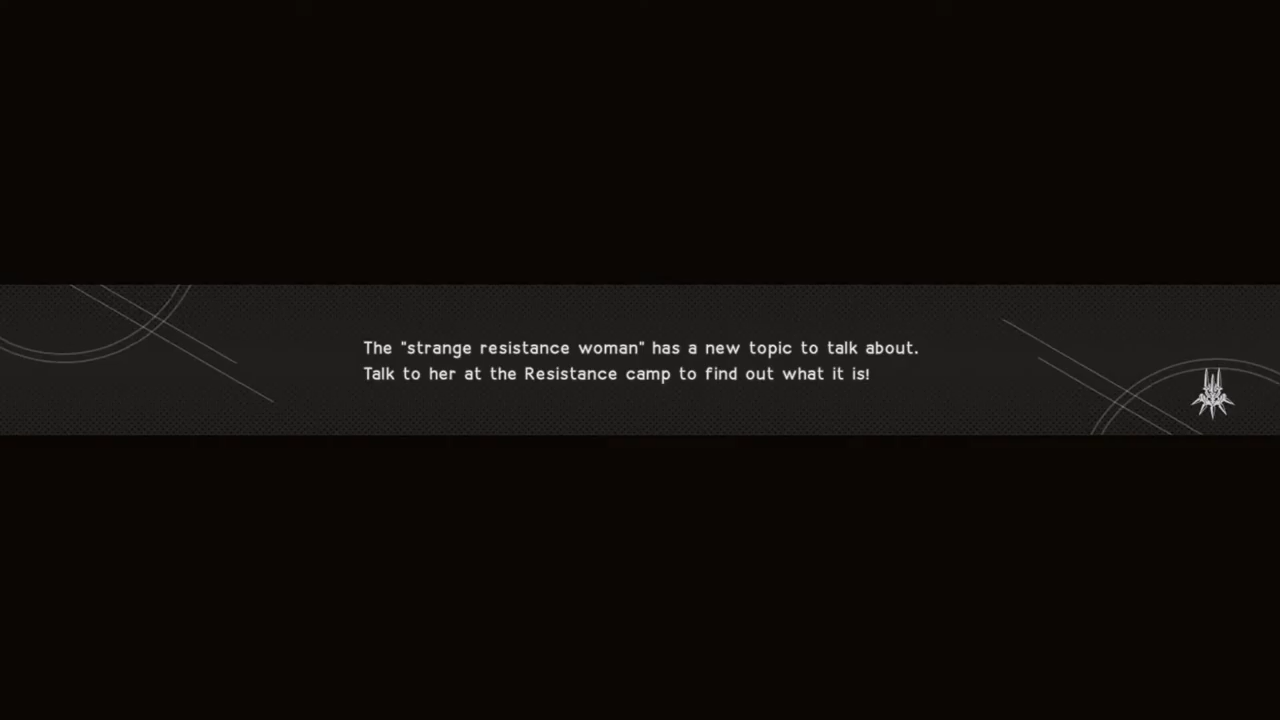 The "strange resistance woman" has a new topic to talk about.
Talk to her at the Resistance camp to find out what it is!